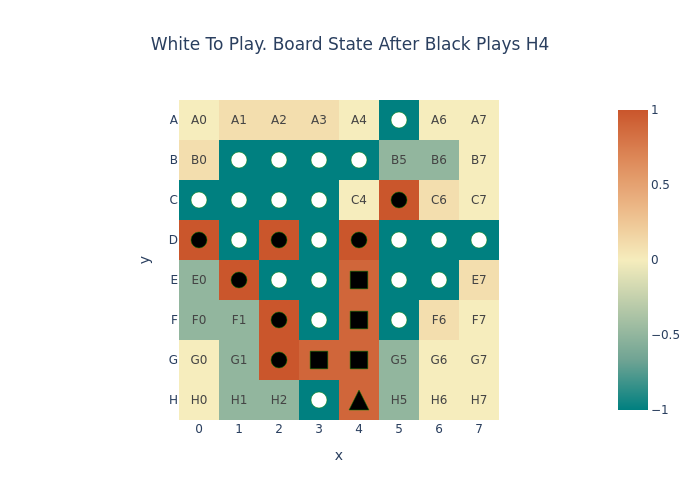 White To Play. Board State After Black Plays H4
A A0 A1 A2 A3 A4 A6 A7
B B0 B5 B6 B7
C C4 C6 C7
D
E E0 E7
F F0 F1 F6 F7
G G0 G1 G5 G6 G7
H H0 H1 H2 H5 H6 H7
0 1 2 3 4 5 6 7
x
y
1
0.5
0
−0.5
−1